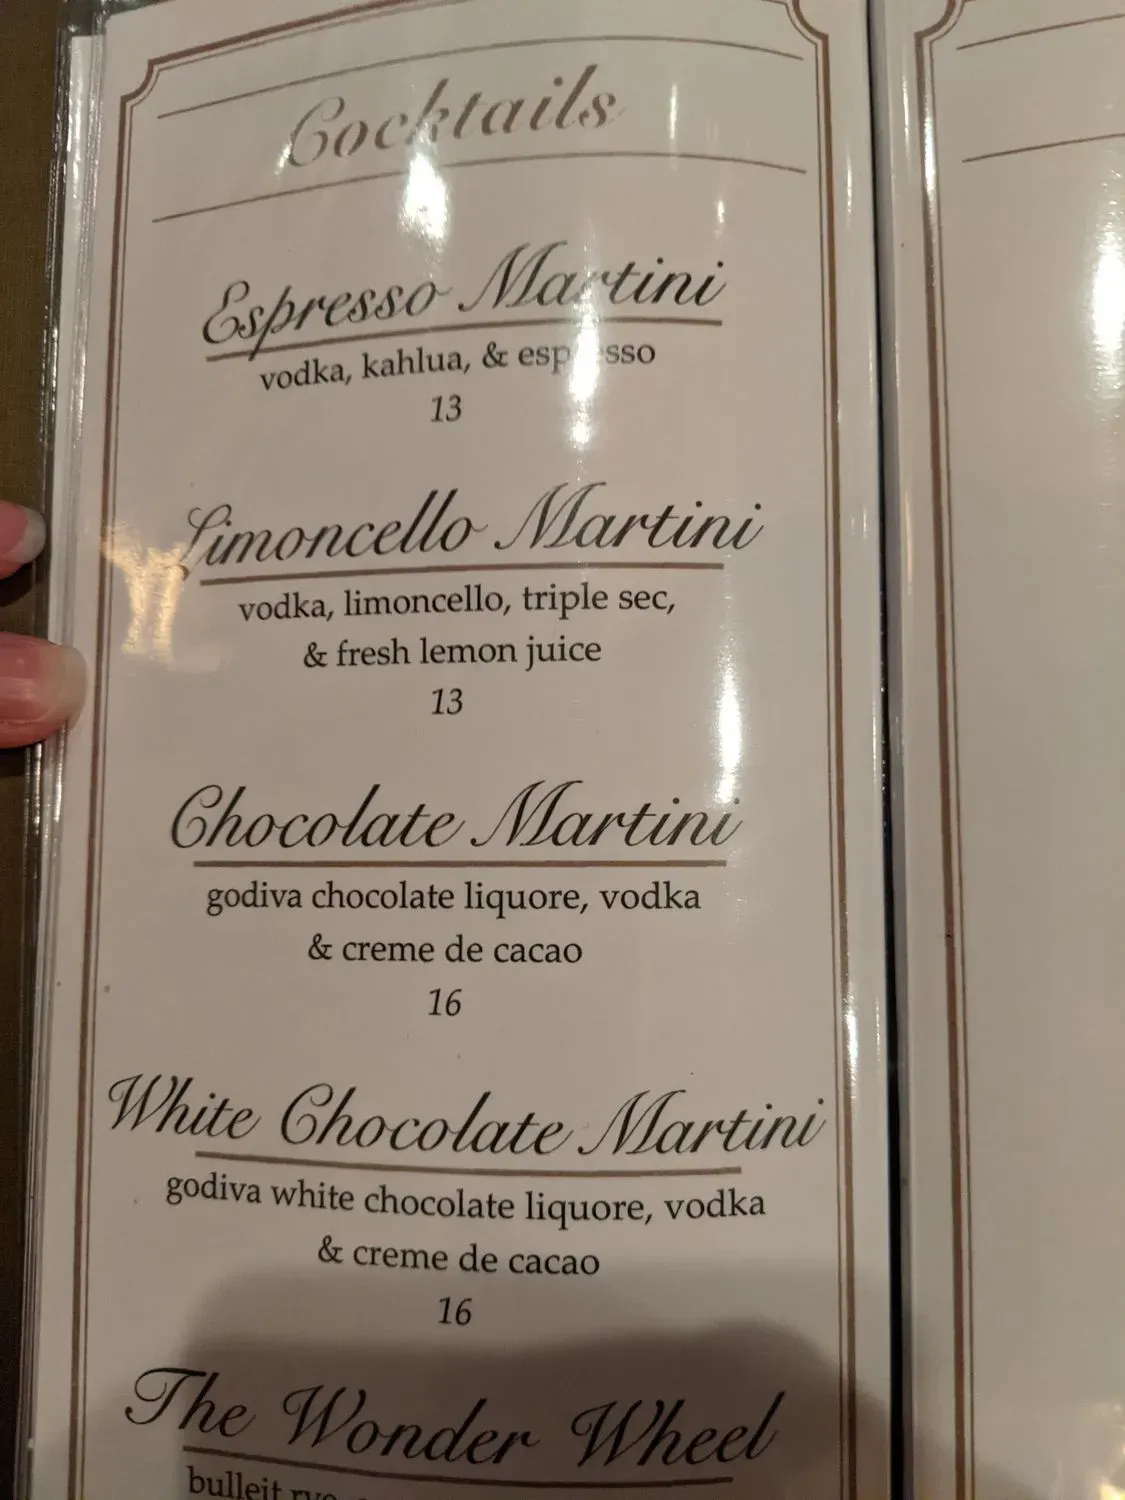 Cocktails
Espresso Martini
vodka, kahlua, & espresso
13
Limoncello Martini
vodka, limoncello, triple sec,
& fresh lemon juice
13
Chocolate Martini
godiva chocolate liquore, vodka
& creme de cacao
16
White Chocolate Martini
godiva white chocolate liquore, vodka
& creme de cacao
16
The Wonder Wheel
bulleit rye